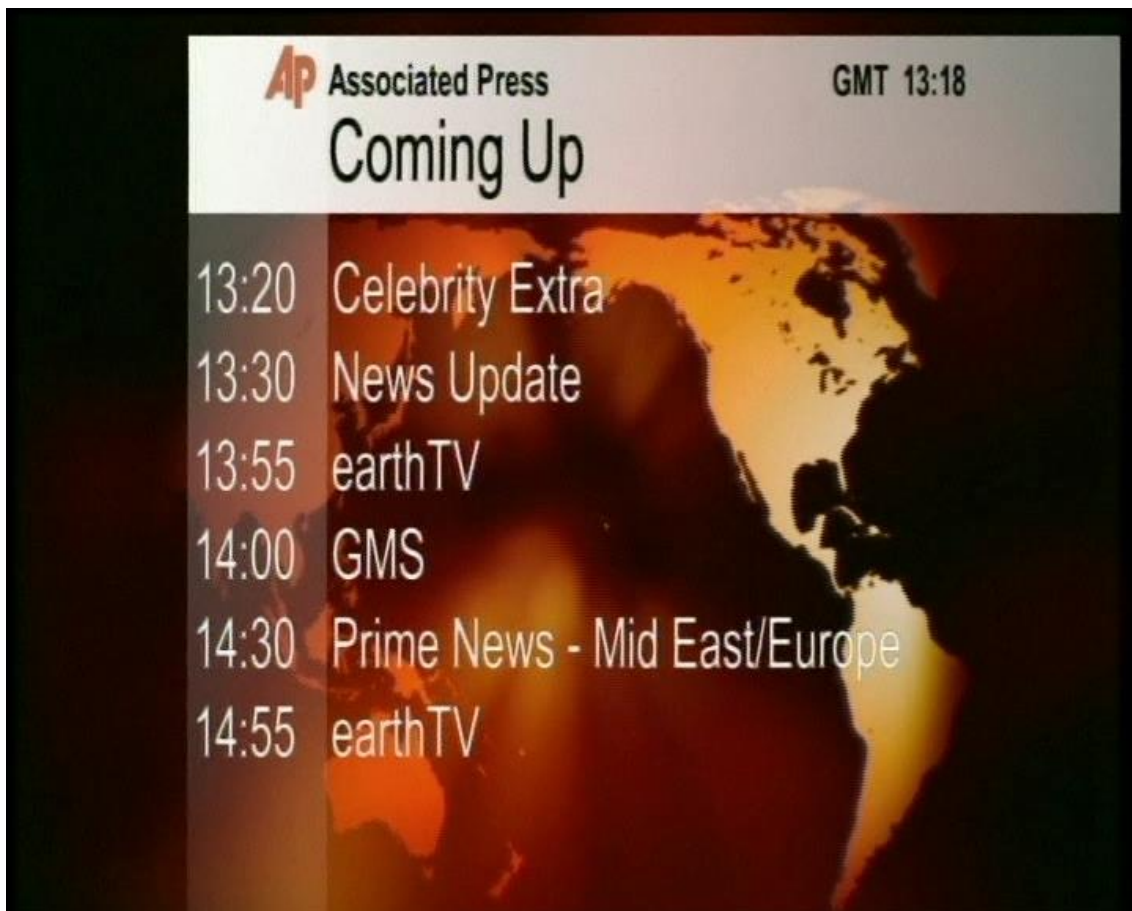 AP Associated Press GMT 13:18
Coming Up
13:20 Celebrity Extra
13:30 News Update
13:55 earthTV
14:00 GMS
14:30 Prime News - Mid East/Europe
14:55 earthTV